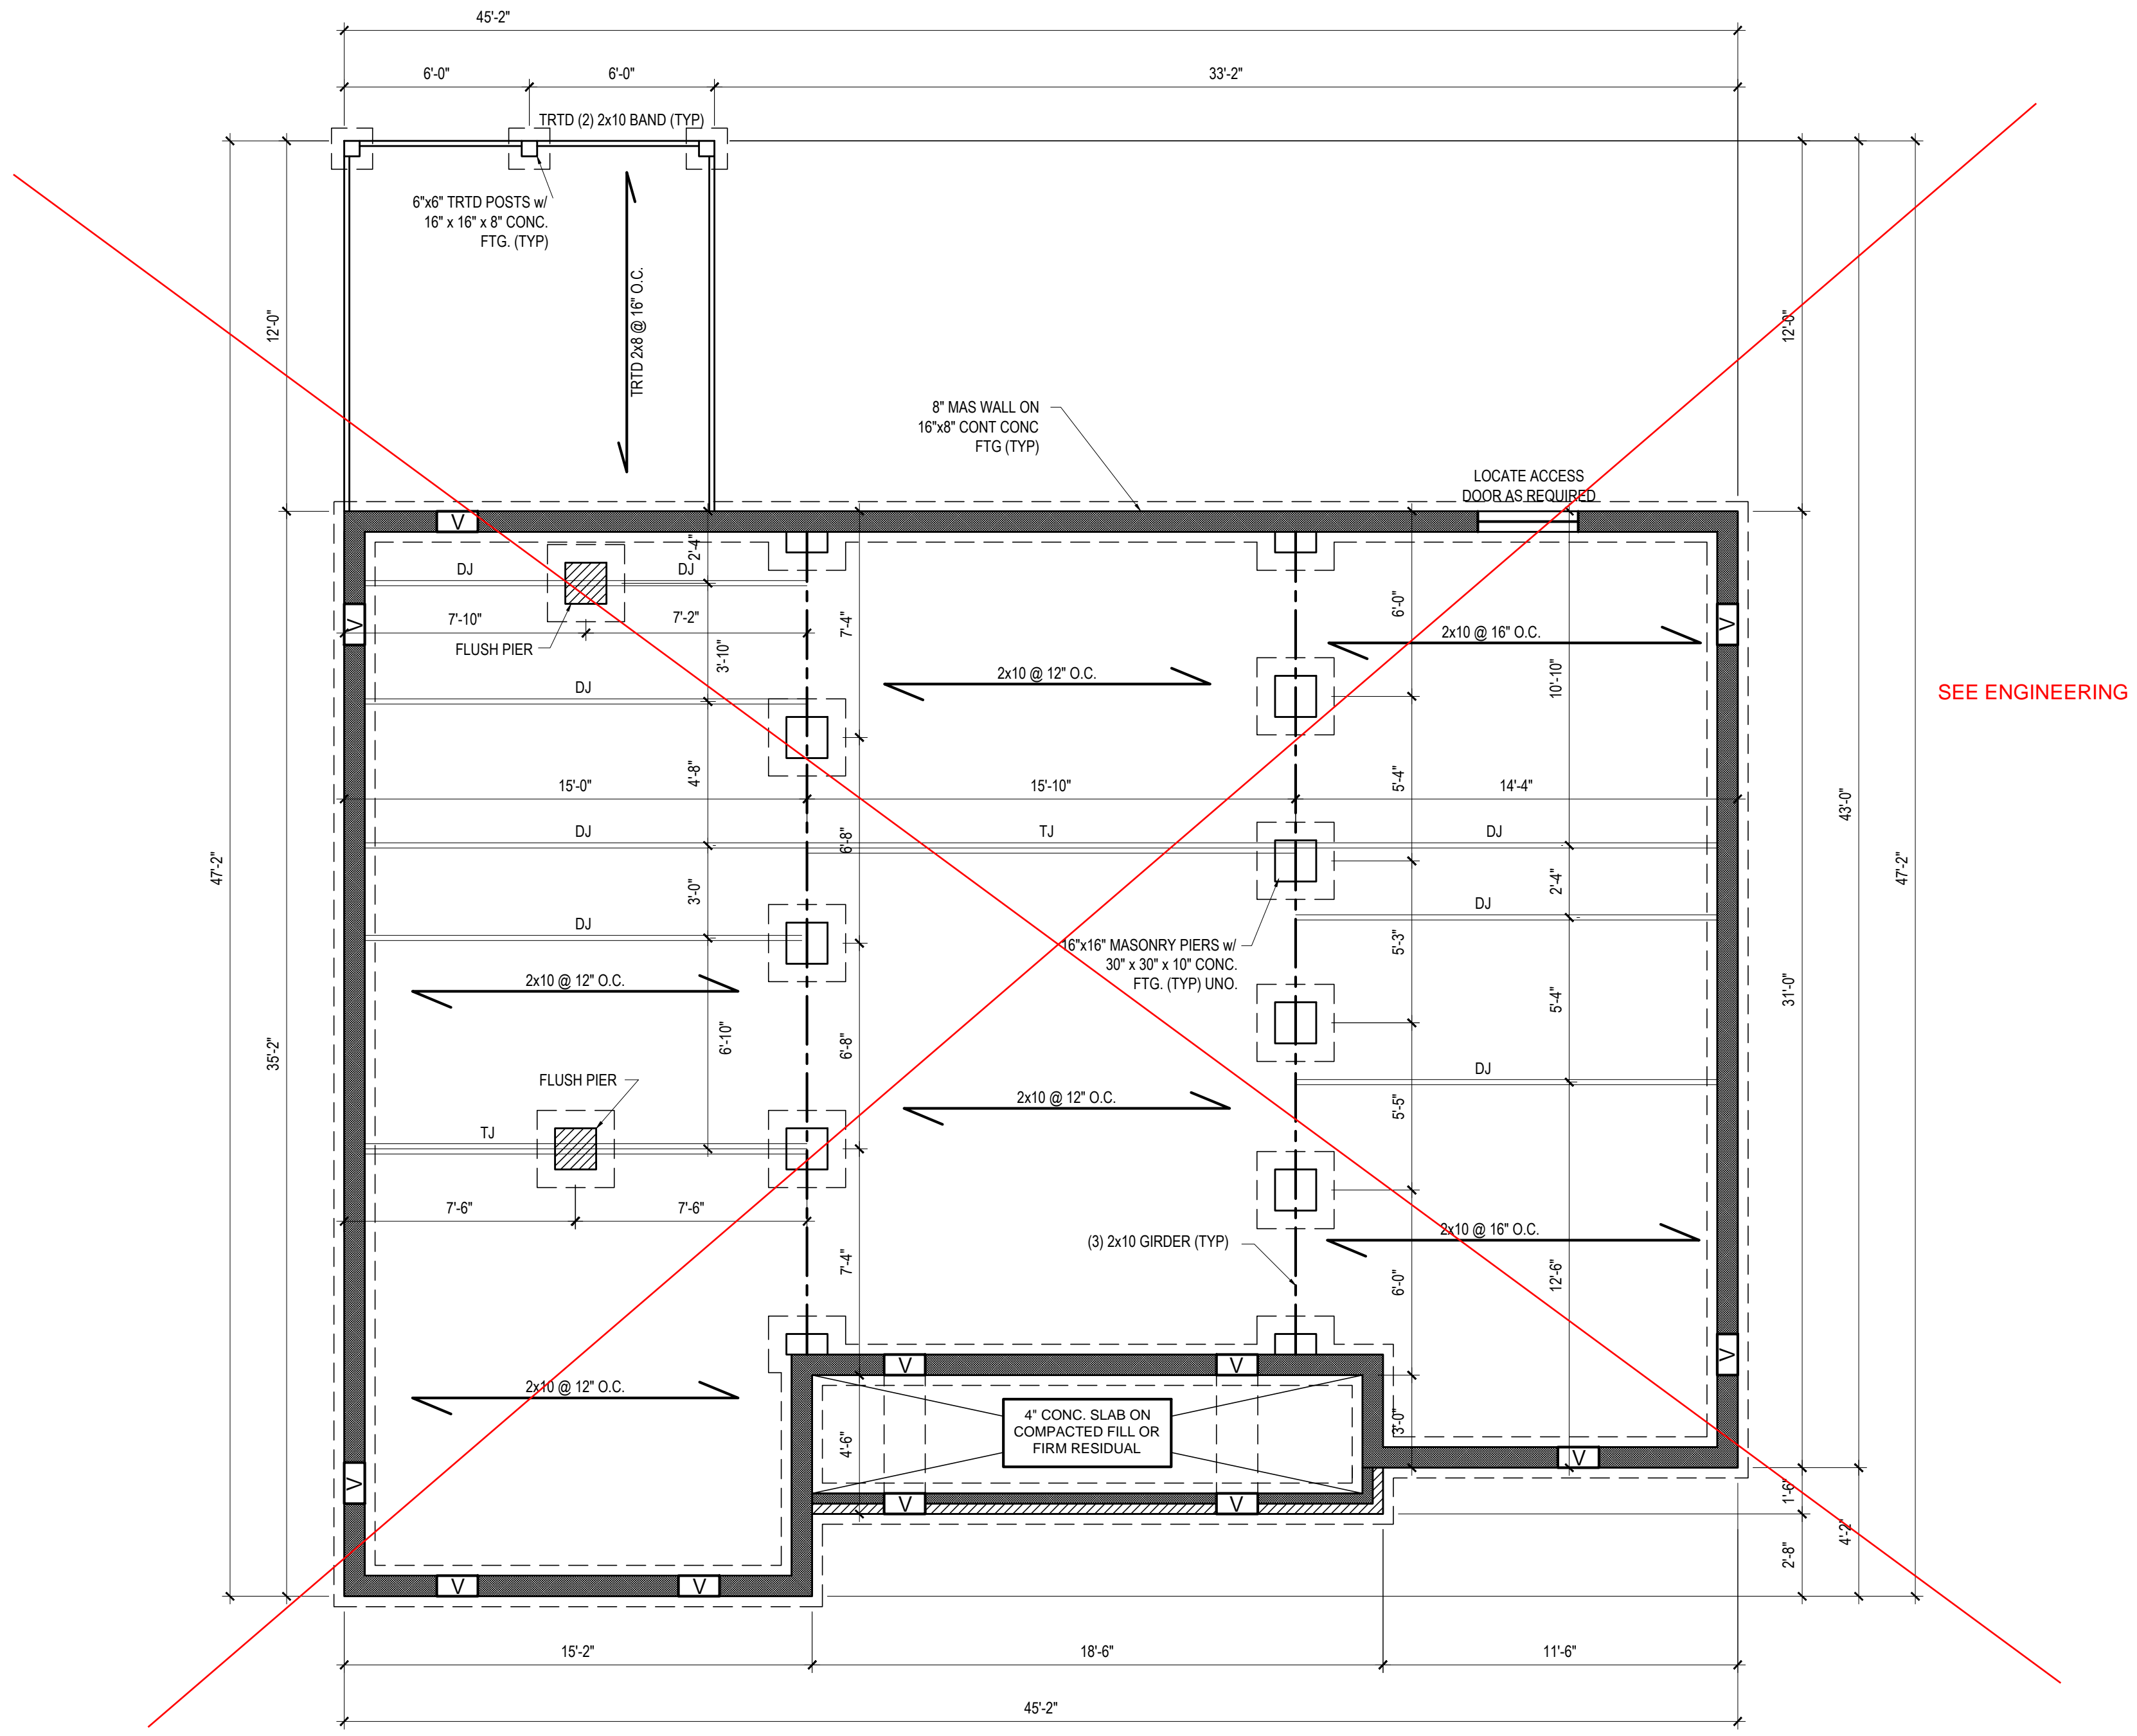 45'-2"
6'-0"
6'-0"
33'-2"
TRTD (2) 2x10 BAND (TYP)
6"x6" TRTD POSTS w/
16" x 16" x 8" CONC.
FTG. (TYP)
TRTD 2x8 @ 16" O.C.
12'-0"
12'-0"
8" MAS WALL ON
16"x8" CONT CONC
FTG (TYP)
LOCATE ACCESS
DOOR AS REQUIRED
V
2'-4"
DJ
DJ
7'-10"
7'-2"
FLUSH PIER
V
3'-10"
7'-4"
6'-0"
2x10 @ 16" O.C.
V
2x10 @ 12" O.C.
10'-10"
SEE ENGINEERING
DJ
4'-8"
5'-4"
15'-0"
15'-10"
14'-4"
43'-0"
DJ
6'-8"
TJ
DJ
47'-2"
47'-2"
3'-0"
2'-4"
DJ
DJ
16"x16" MASONRY PIERS w/
30" x 30" x 10" CONC.
FTG. (TYP) UNO.
5'-3"
2x10 @ 12" O.C.
5'-4"
31'-0"
35'-2"
6'-10"
6'-8"
DJ
FLUSH PIER
2x10 @ 12" O.C.
5'-5"
TJ
7'-6"
7'-6"
(3) 2x10 GIRDER (TYP)
2x10 @ 16" O.C.
7'-4"
6'-0"
12'-6"
V
V
V
2x10 @ 12" O.C.
4" CONC. SLAB ON
COMPACTED FILL OR
FIRM RESIDUAL
4'-6"
3'-0"
V
V
V
V
1'-6"
4'-2"
2'-8"
V
V
15'-2"
18'-6"
11'-6"
45'-2"